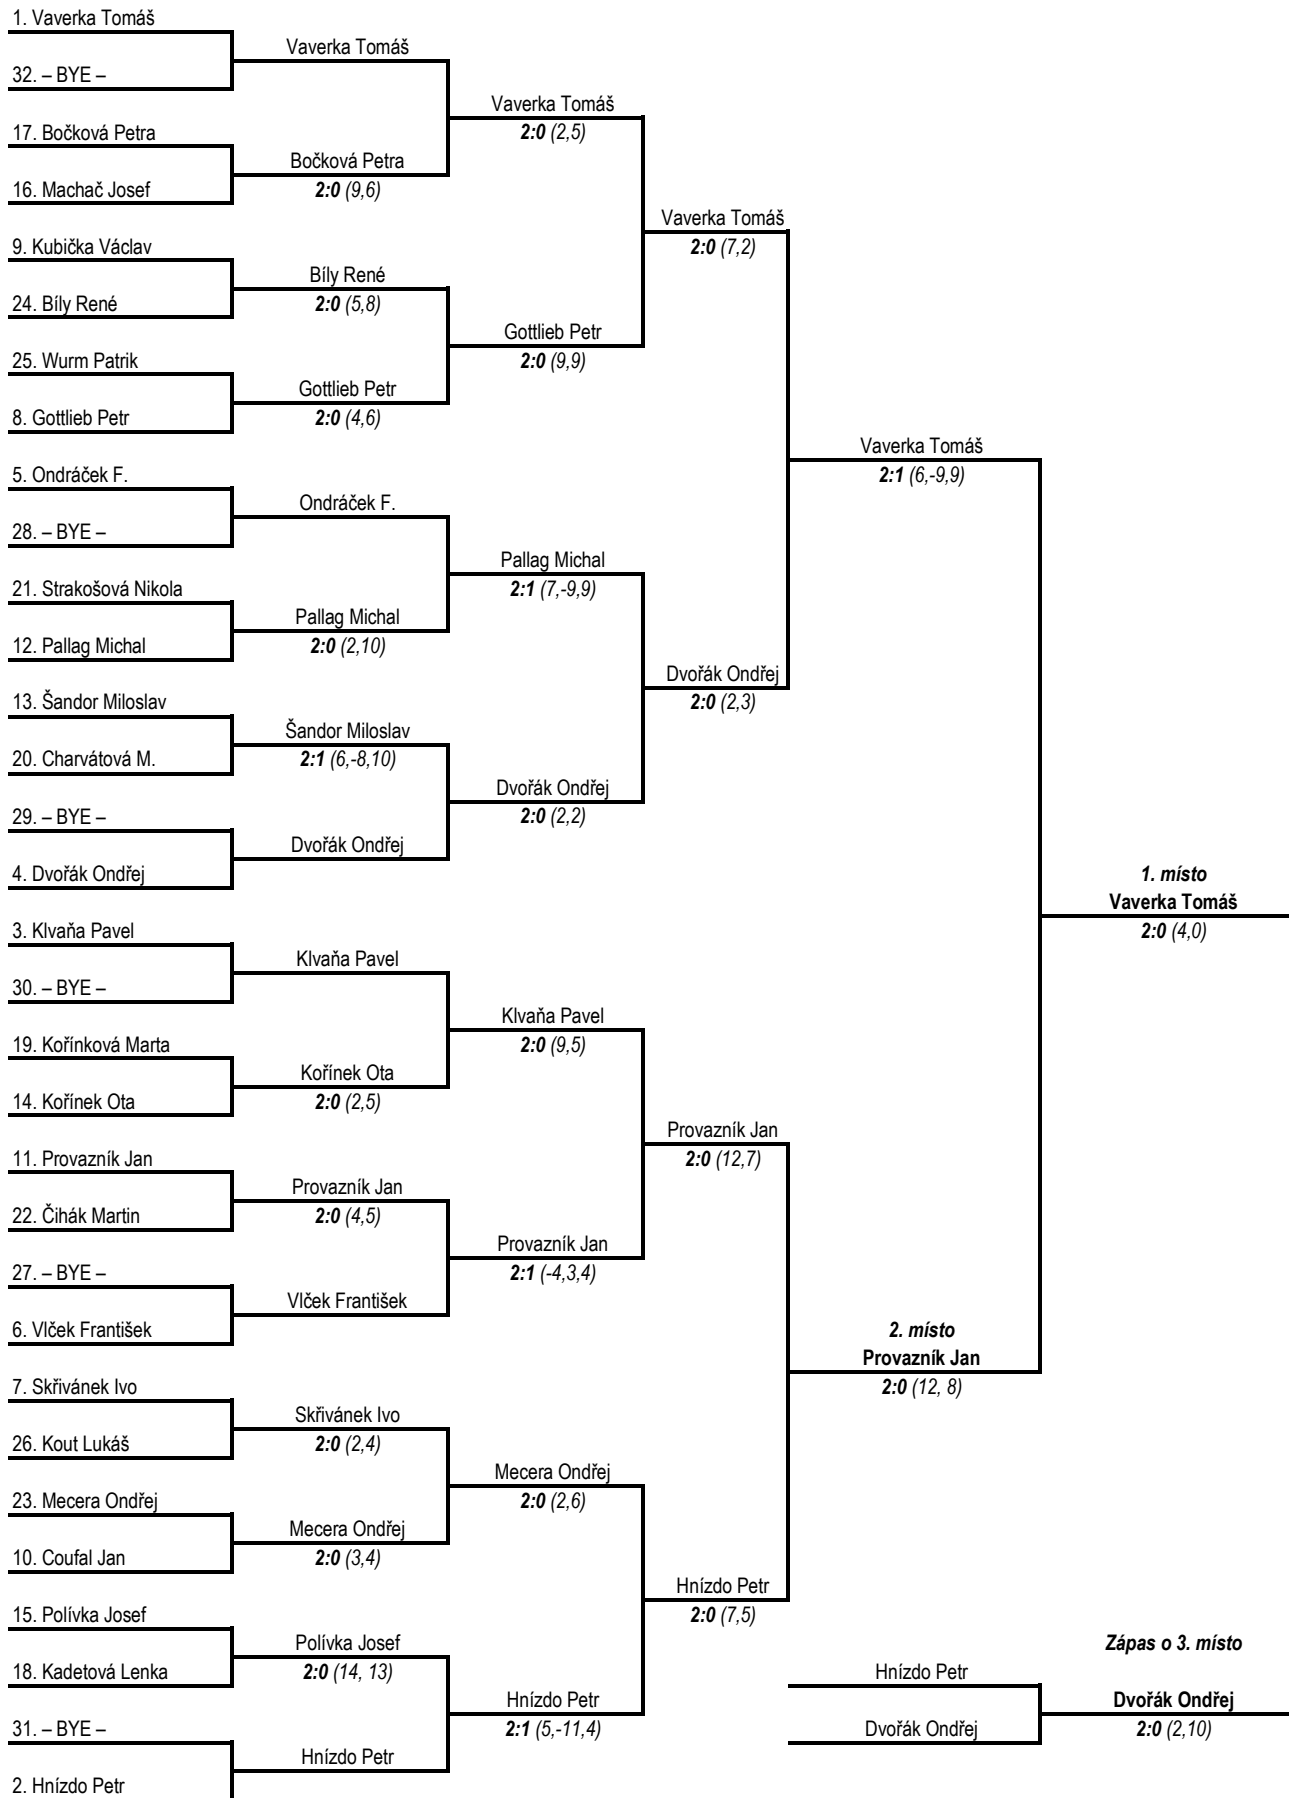 1. Vaverka Tomáš
32. – BYE –
17. Bočková Petra
16. Machač Josef
9. Kubička Václav
24. Bíly René
25. Wurm Patrik
8. Gottlieb Petr
5. Ondráček F.
28. – BYE –
21. Strakošová Nikola
12. Pallag Michal
13. Šandor Miloslav
20. Charvátová M.
29. – BYE –
4. Dvořák Ondřej
3. Klvaňa Pavel
30. – BYE –
19. Kořínková Marta
14. Kořínek Ota
11. Provazník Jan
22. Čihák Martin
27. – BYE –
6. Vlček František
7. Skřivánek Ivo
26. Kout Lukáš
23. Mecera Ondřej
10. Coufal Jan
15. Polívka Josef
18. Kadetová Lenka
31. – BYE –
2. Hnízdo Petr
Vaverka Tomáš
Bočková Petra
2:0 (9,6)
Bíly René
2:0 (5,8)
Gottlieb Petr
2:0 (4,6)
Ondráček F.
Pallag Michal
2:0 (2,10)
Šandor Miloslav
2:1 (6,-8,10)
Dvořák Ondřej
Klvaňa Pavel
Kořínek Ota
2:0 (2,5)
Provazník Jan
2:0 (4,5)
Vlček František
Skřivánek Ivo
2:0 (2,4)
Mecera Ondřej
2:0 (3,4)
Polívka Josef
2:0 (14, 13)
Hnízdo Petr
Vaverka Tomáš
2:0 (2,5)
Gottlieb Petr
2:0 (9,9)
Pallag Michal
2:1 (7,-9,9)
Dvořák Ondřej
2:0 (2,2)
Klvaňa Pavel
2:0 (9,5)
Provazník Jan
2:1 (-4,3,4)
Mecera Ondřej
2:0 (2,6)
Hnízdo Petr
2:1 (5,-11,4)
Vaverka Tomáš
2:0 (7,2)
Dvořák Ondřej
2:0 (2,3)
Provazník Jan
2:0 (12,7)
Hnízdo Petr
2:0 (7,5)
Vaverka Tomáš
2:1 (6,-9,9)
2. místo
Provazník Jan
2:0 (12, 8)
1. místo
Vaverka Tomáš
2:0 (4,0)
Zápas o 3. místo
Hnízdo Petr
Dvořák Ondřej
Dvořák Ondřej
2:0 (2,10)